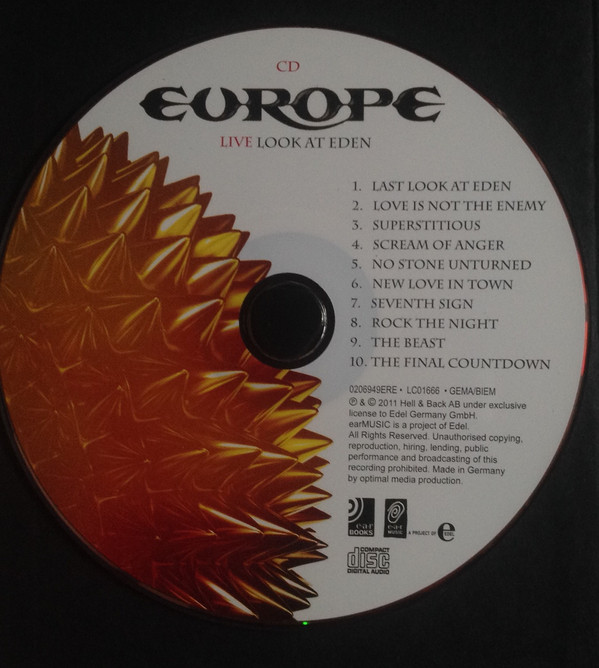 CD
EUROPE
LIVE LOOK AT EDEN
1. LAST LOOK AT EDEN
2. LOVE IS NOT THE ENEMY
3. SUPERSTITIOUS
4. SCREAM OF ANGER
5. NO STONE UNTURNED
6. NEW LOVE IN TOWN
7. SEVENTH SIGN
8. ROCK THE NIGHT
9. THE BEAST
10. THE FINAL COUNTDOWN
0206949ERE • LC01666 • GEMA/BIEM
℗ & © 2011 Hell & Back AB under exclusive
license to Edel Germany GmbH.
earMUSIC is a project of Edel.
All Rights Reserved. Unauthorised copying,
reproduction, hiring, lending, public
performance and broadcasting of this
recording prohibited. Made in Germany
by optimal media production.
ear BOOKS
ear MUSIC
A PROJECT OF e EDEL
COMPACT
disc
DIGITAL AUDIO